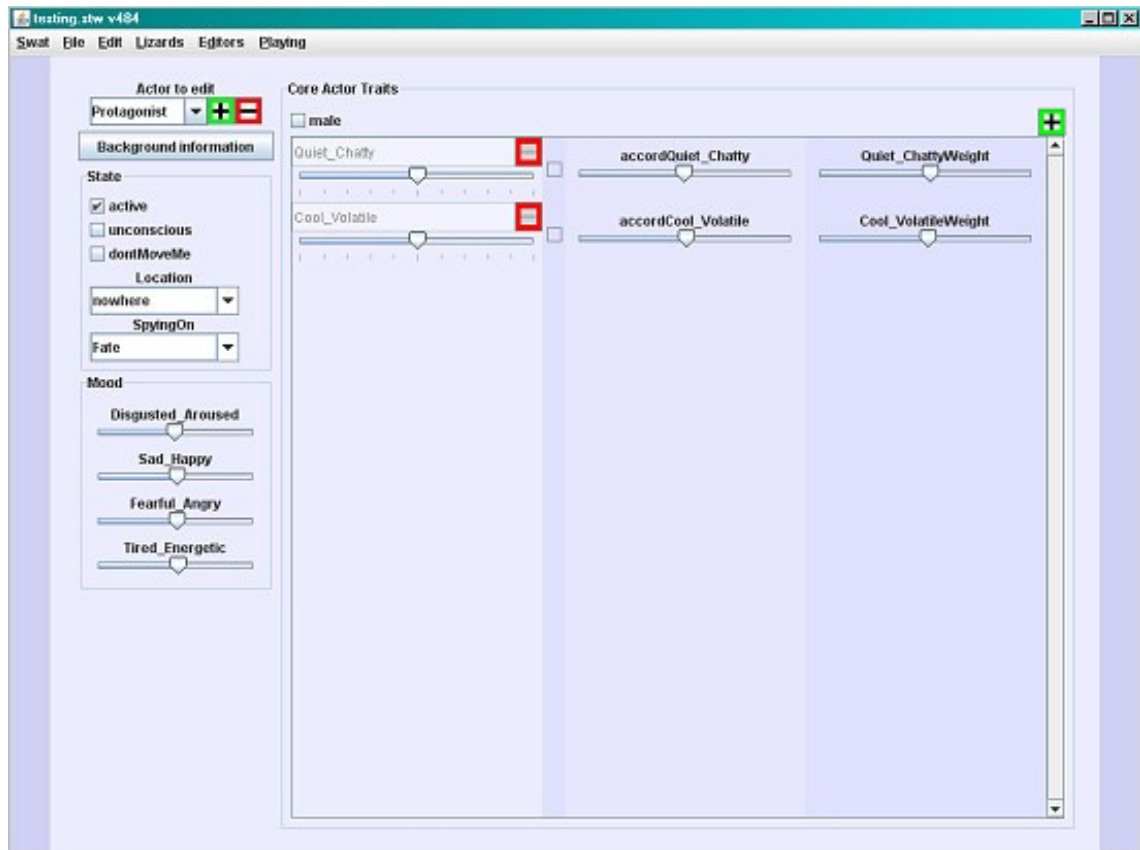 testing.stw v484
Swat File Edit Lizards Editors Playing
Actor to edit
Protagonist
Background information
State
active
unconscious
dontMoveMe
Location
nowhere
SpyingOn
Fate
Mood
Disgusted_Aroused
Sad_Happy
Fearful_Angry
Tired_Energetic
Core Actor Traits
male
Quiet_Chatty
accordQuiet_Chatty
Quiet_ChattyWeight
Cool_Volatile
accordCool_Volatile
Cool_VolatileWeight